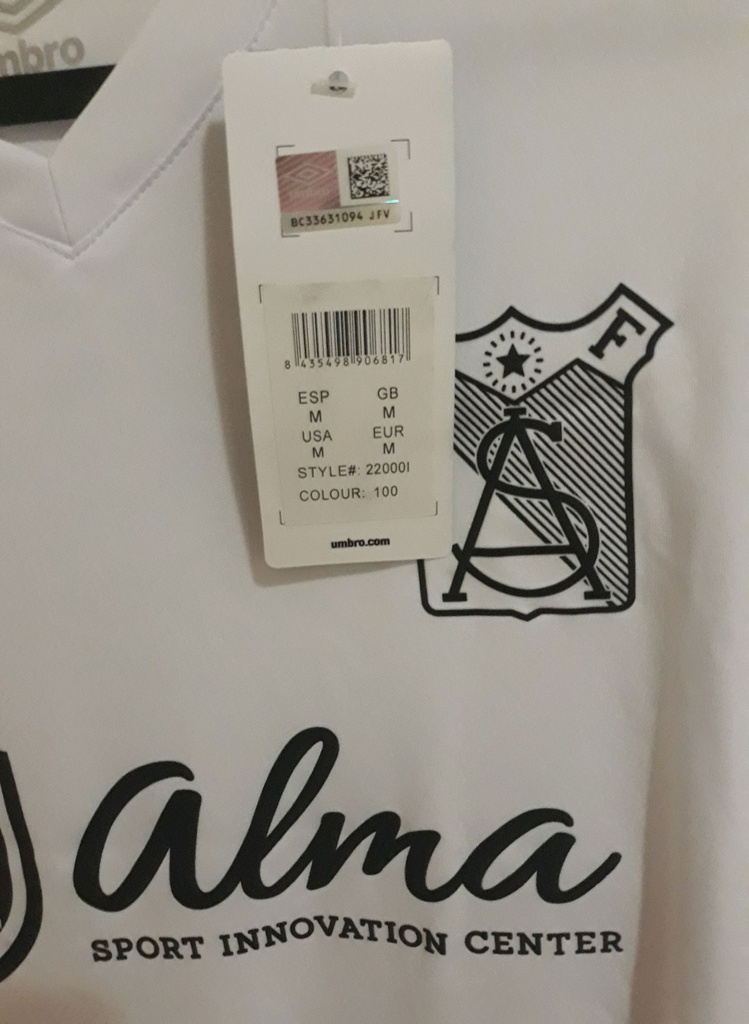 mbro
BC33631094 JFV
8 435498 906817
ESP GB
M M
USA EUR
M M
STYLE#: 22000I
COLOUR: 100
umbro.com
F
AS
alma
SPORT INNOVATION CENTER